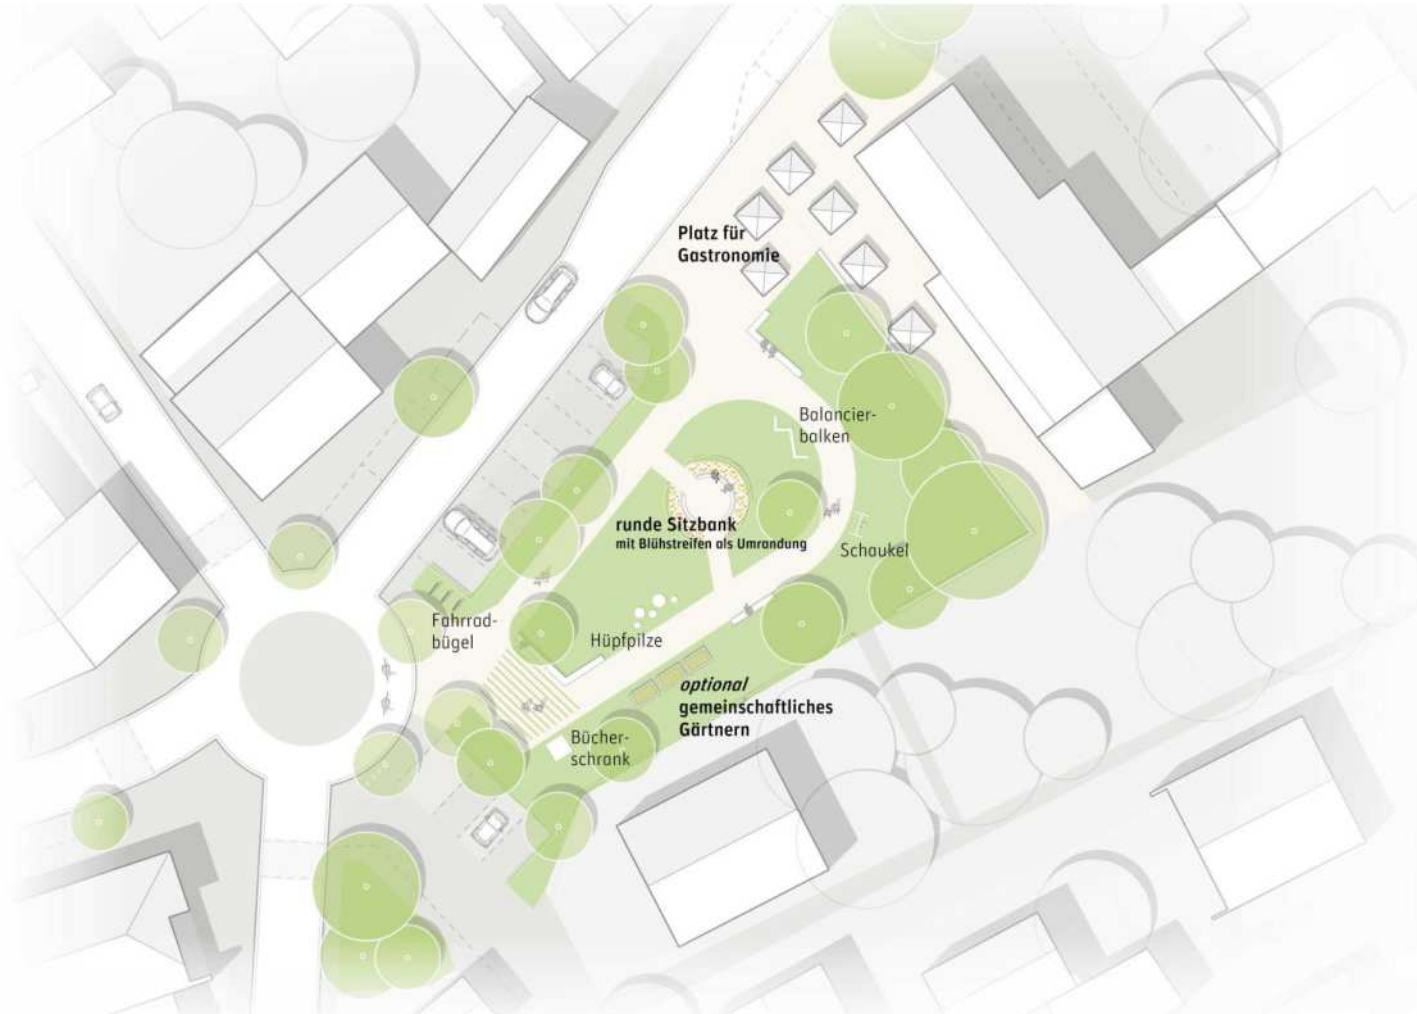 Platz für
Gastronomie
Balancier-
balken
runde Sitzbank
mit Blühstreifen als Umrandung
Schaukel
Fahrrad-
bügel
Hüpfpilze
optional
gemeinschaftliches
Gärtnern
Bücher-
schrank